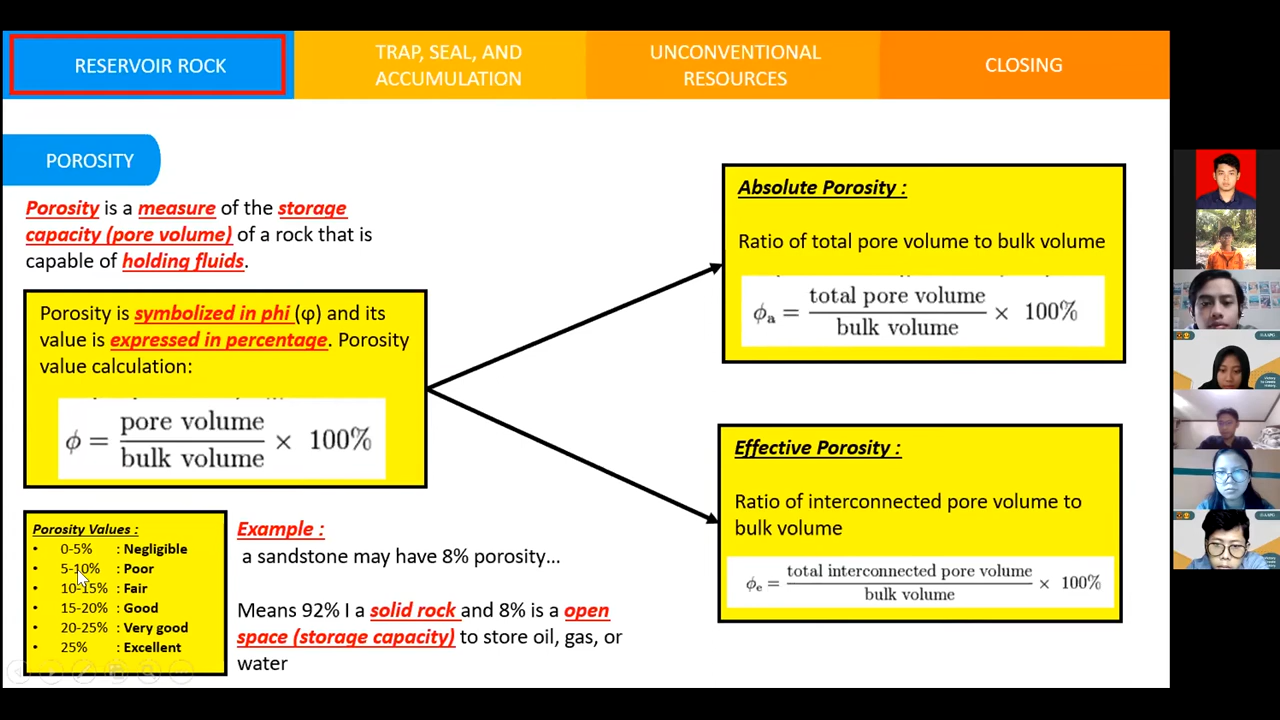 RESERVOIR ROCK
TRAP, SEAL, AND
ACCUMULATION
UNCONVENTIONAL
RESOURCES
CLOSING
POROSITY
Porosity is a measure of the storage
capacity (pore volume) of a rock that is
capable of holding fluids.
Porosity is symbolized in phi (φ) and its
value is expressed in percentage. Porosity
value calculation:
ϕ = pore volume / bulk volume × 100%
Porosity Values :
• 0-5% : Negligible
• 5-10% : Poor
• 10-15% : Fair
• 15-20% : Good
• 20-25% : Very good
• 25% : Excellent
Example :
a sandstone may have 8% porosity...
Means 92% I a solid rock and 8% is a open
space (storage capacity) to store oil, gas, or
water
Absolute Porosity :
Ratio of total pore volume to bulk volume
ϕa = total pore volume / bulk volume × 100%
Effective Porosity :
Ratio of interconnected pore volume to
bulk volume
ϕe = total interconnected pore volume / bulk volume × 100%